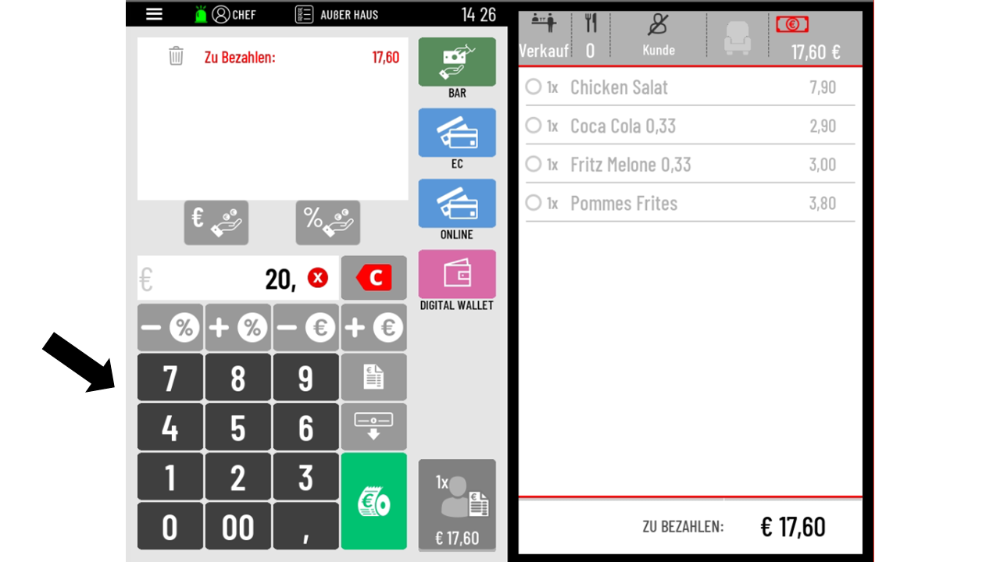 CHEF
AUßER HAUS
14 26
Zu Bezahlen: 17,60
BAR
EC
ONLINE
DIGITAL WALLET
€
%
€ 20, X
C
- % + % - € + €
7 8 9 €
4 5 6
1 2 3 €
0 00 ,
1x
€
€ 17,60
Verkauf
0
Kunde
€
17,60 €
1x Chicken Salat 7,90
1x Coca Cola 0,33 2,90
1x Fritz Melone 0,33 3,00
1x Pommes Frites 3,80
ZU BEZAHLEN: € 17,60